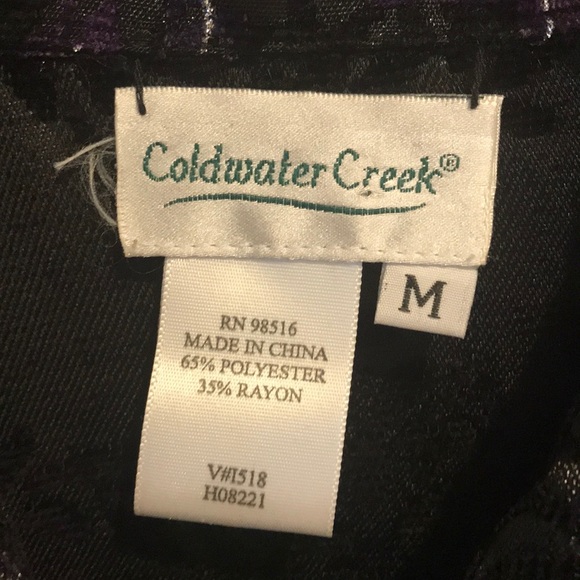 Coldwater Creek®
M
RN 98516
MADE IN CHINA
65% POLYESTER
35% RAYON
V#I518
H08221